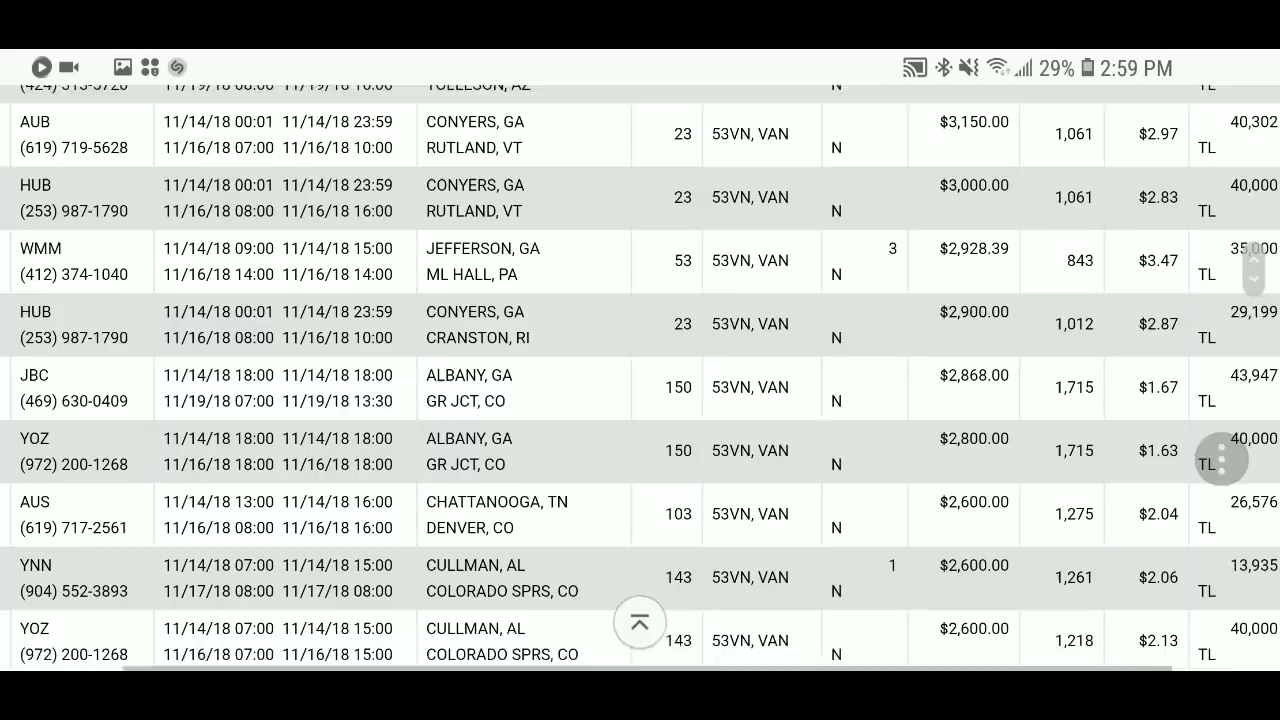 29% 2:59 PM
(424) 313-5720 11/19/18 08:00 11/19/18 16:00 TOLLESON, AZ N TL
AUB 11/14/18 00:01 11/14/18 23:59 CONYERS, GA $3,150.00 40,302
(619) 719-5628 11/16/18 07:00 11/16/18 10:00 RUTLAND, VT 23 53VN, VAN N 1,061 $2.97 TL
HUB 11/14/18 00:01 11/14/18 23:59 CONYERS, GA $3,000.00 40,000
(253) 987-1790 11/16/18 08:00 11/16/18 16:00 RUTLAND, VT 23 53VN, VAN N 1,061 $2.83 TL
WMM 11/14/18 09:00 11/14/18 15:00 JEFFERSON, GA 3 $2,928.39 35,000
(412) 374-1040 11/16/18 14:00 11/16/18 14:00 ML HALL, PA 53 53VN, VAN N 843 $3.47 TL
HUB 11/14/18 00:01 11/14/18 23:59 CONYERS, GA $2,900.00 29,199
(253) 987-1790 11/16/18 08:00 11/16/18 10:00 CRANSTON, RI 23 53VN, VAN N 1,012 $2.87 TL
JBC 11/14/18 18:00 11/14/18 18:00 ALBANY, GA $2,868.00 43,947
(469) 630-0409 11/19/18 07:00 11/19/18 13:30 GR JCT, CO 150 53VN, VAN N 1,715 $1.67 TL
YOZ 11/14/18 18:00 11/14/18 18:00 ALBANY, GA $2,800.00 40,000
(972) 200-1268 11/16/18 18:00 11/16/18 18:00 GR JCT, CO 150 53VN, VAN N 1,715 $1.63 TL
AUS 11/14/18 13:00 11/14/18 16:00 CHATTANOOGA, TN $2,600.00 26,576
(619) 717-2561 11/16/18 08:00 11/16/18 16:00 DENVER, CO 103 53VN, VAN N 1,275 $2.04 TL
YNN 11/14/18 07:00 11/14/18 15:00 CULLMAN, AL 1 $2,600.00 13,935
(904) 552-3893 11/17/18 08:00 11/17/18 08:00 COLORADO SPRS, CO 143 53VN, VAN N 1,261 $2.06 TL
YOZ 11/14/18 07:00 11/14/18 15:00 CULLMAN, AL $2,600.00 40,000
(972) 200-1268 11/16/18 07:00 11/16/18 15:00 COLORADO SPRS, CO 143 53VN, VAN N 1,218 $2.13 TL